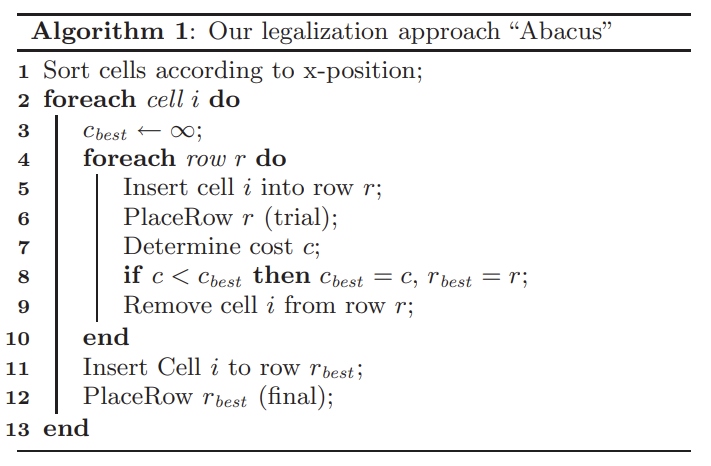 Algorithm 1: Our legalization approach “Abacus”
1 Sort cells according to x-position;
2 foreach cell i do
3 c_best ← ∞;
4 foreach row r do
5 Insert cell i into row r;
6 PlaceRow r (trial);
7 Determine cost c;
8 if c < c_best then c_best = c, r_best = r;
9 Remove cell i from row r;
10 end
11 Insert Cell i to row r_best;
12 PlaceRow r_best (final);
13 end